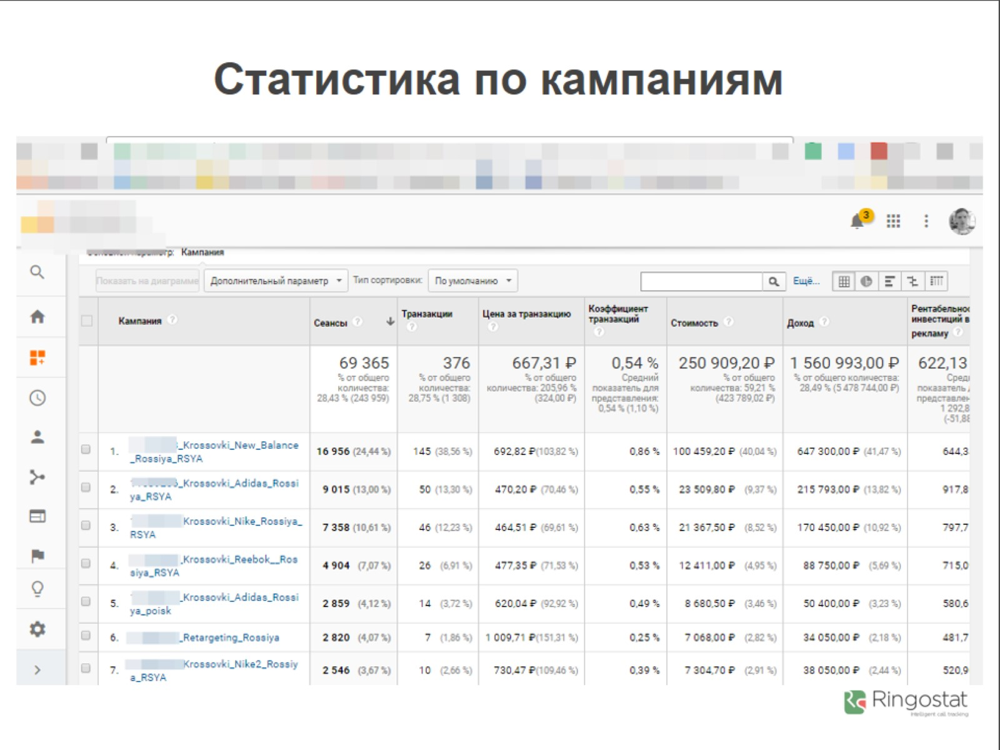 Статистика по кампаниям
3
Основной параметр: Кампания
Показать на диаграмме Дополнительный параметр Тип сортировки: По умолчанию Ещё...
Кампания ?
Сеансы ?
Транзакции
?
Цена за транзакцию
?
Коэффициент
транзакций
?
Стоимость ?
Доход ?
Рентабельнос
инвестиций в
рекламу ?
69 365
% от общего
количества:
28,43 % (243 959)
376
% от общего
количества:
28,75 % (1 308)
667,31 ₽
% от общего
количества: 205,96 %
(324,00 ₽)
0,54 %
Средний
показатель для
представления:
0,54 % (1,10 %)
250 909,20 ₽
% от общего
количества: 59,21 %
(423 789,02 ₽)
1 560 993,00 ₽
% от общего количества:
28,49 % (5 478 744,00 ₽)
622,13
Сред
показатель
представлен
1 292,8
(-51,88
1. _Krossovki_New_Balance
_Rossiya_RSYA
16 956 (24,44 %) 145 (38,56 %) 692,82 ₽(103,82 %) 0,86 % 100 459,20 ₽ (40,04 %) 647 300,00 ₽ (41,47 %) 644,3
2. _Krossovki_Adidas_Rossi
ya_RSYA
9 015 (13,00 %) 50 (13,30 %) 470,20 ₽ (70,46 %) 0,55 % 23 509,80 ₽ (9,37 %) 215 793,00 ₽ (13,82 %) 917,8
3. Krossovki_Nike_Rossiya_
RSYA
7 358 (10,61 %) 46 (12,23 %) 464,51 ₽ (69,61 %) 0,63 % 21 367,50 ₽ (8,52 %) 170 450,00 ₽ (10,92 %) 797,7
4. _Krossovki_Reebok__Ros
siya_RSYA
4 904 (7,07 %) 26 (6,91 %) 477,35 ₽ (71,53 %) 0,53 % 12 411,00 ₽ (4,95 %) 88 750,00 ₽ (5,69 %) 715,0
5. _Krossovki_Adidas_Rossi
ya_poisk
2 859 (4,12 %) 14 (3,72 %) 620,04 ₽ (92,92 %) 0,49 % 8 680,50 ₽ (3,46 %) 50 400,00 ₽ (3,23 %) 580,6
6. _Retargeting_Rossiya
2 820 (4,07 %) 7 (1,86 %) 1 009,71 ₽(151,31 %) 0,25 % 7 068,00 ₽ (2,82 %) 34 050,00 ₽ (2,18 %) 481,7
7. Krossovki_Nike2_Rossiy
a_RSYA
2 546 (3,67 %) 10 (2,66 %) 730,47 ₽(109,46 %) 0,39 % 7 304,70 ₽ (2,91 %) 38 050,00 ₽ (2,44 %) 520,9
Ringostat
intelligent call tracking